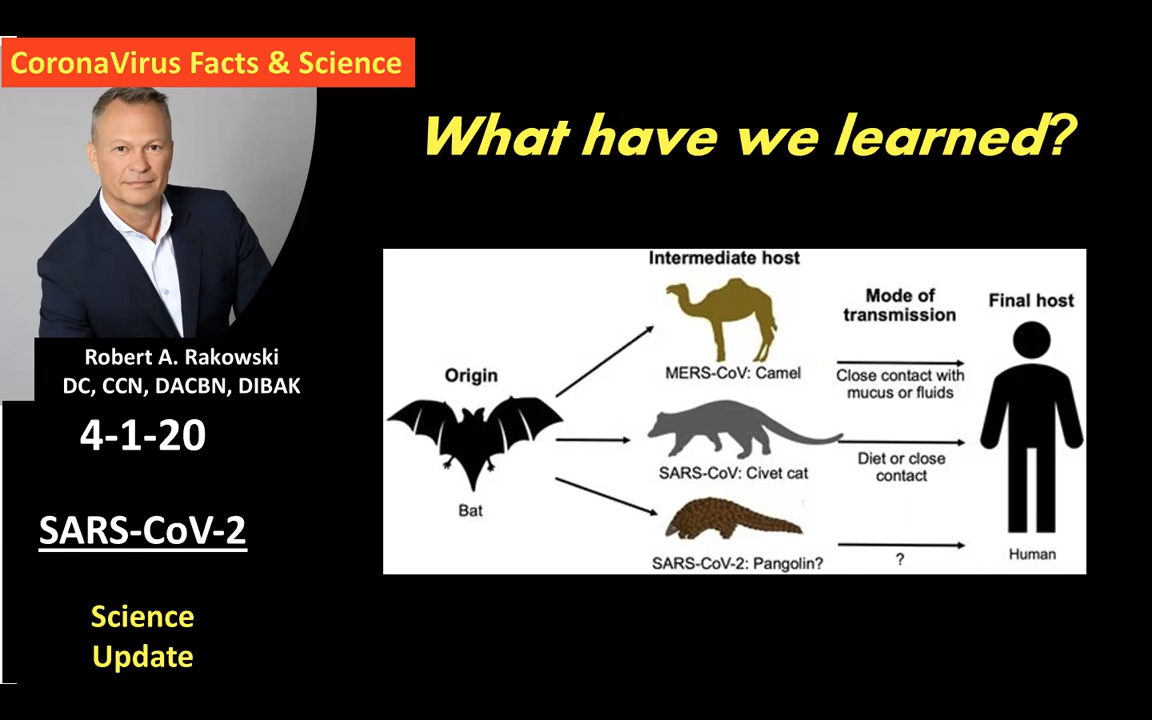 CoronaVirus Facts & Science
What have we learned?
Robert A. Rakowski
DC, CCN, DACBN, DIBAK
4-1-20
SARS-CoV-2
Science
Update
Intermediate host
Mode of
transmission
Final host
Origin
MERS-CoV: Camel
Close contact with
mucus or fluids
SARS-CoV: Civet cat
Diet or close
contact
Bat
SARS-CoV-2: Pangolin?
?
Human